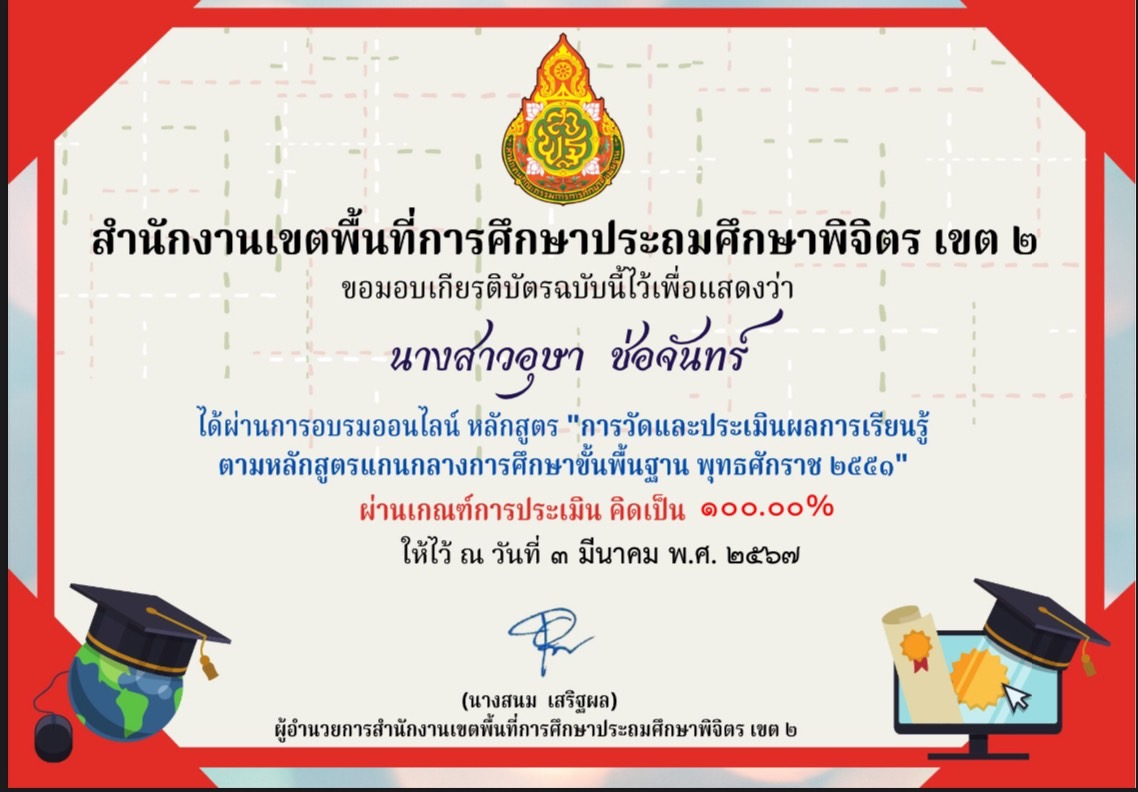 สำนักงานเขตพื้นที่การศึกษาประถมศึกษาพิจิตร เขต ๒
ขอมอบเกียรติบัตรฉบับนี้ไว้เพื่อแสดงว่า
นางสาวอุษา ช่อจันทร์
ได้ผ่านการอบรมออนไลน์ หลักสูตร "การวัดและประเมินผลการเรียนรู้
ตามหลักสูตรแกนกลางการศึกษาขั้นพื้นฐาน พุทธศักราช ๒๕๕๑"
ผ่านเกณฑ์การประเมิน คิดเป็น ๑๐๐.๐๐%
ให้ไว้ ณ วันที่ ๓ มีนาคม พ.ศ. ๒๕๖๗
(นางสนม เสริฐผล)
ผู้อำนวยการสำนักงานเขตพื้นที่การศึกษาประถมศึกษาพิจิตร เขต ๒